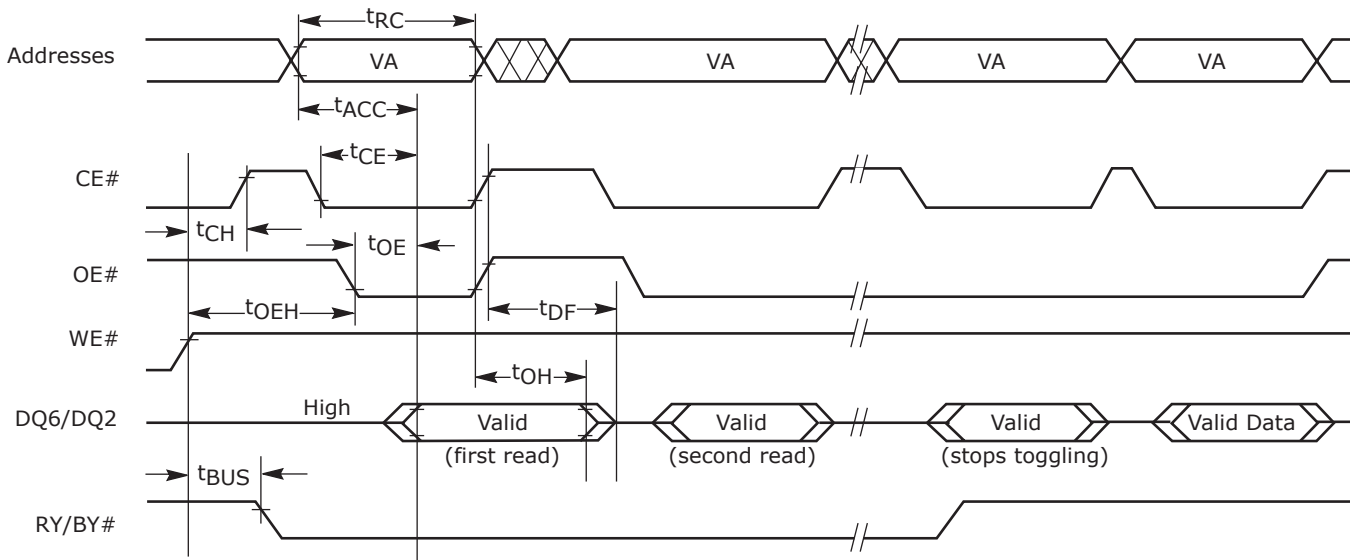 tRC
Addresses
VA
VA
VA
VA
tACC
tCE
CE#
tCH
tOE
OE#
tOEH
tDF
WE#
tOH
DQ6/DQ2
High
Valid
Valid
Valid
Valid Data
(first read)
(second read)
(stops toggling)
tBUS
RY/BY#